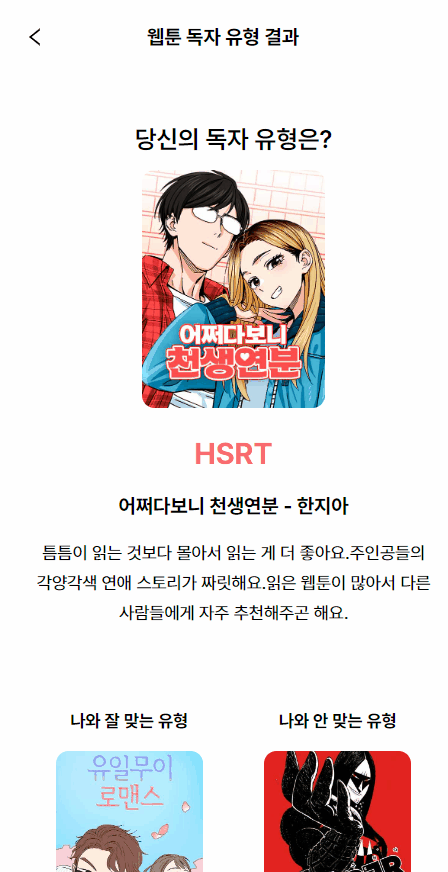 웹툰 독자 유형 결과
당신의 독자 유형은?
어쩌다보니
천생연분
HSRT
어쩌다보니 천생연분 - 한지아
틈틈이 읽는 것보다 몰아서 읽는 게 더 좋아요.주인공들의
각양각색 연애 스토리가 짜릿해요.읽은 웹툰이 많아서 다른
사람들에게 자주 추천해주곤 해요.
나와 잘 맞는 유형
나와 안 맞는 유형
유일무이
로맨스